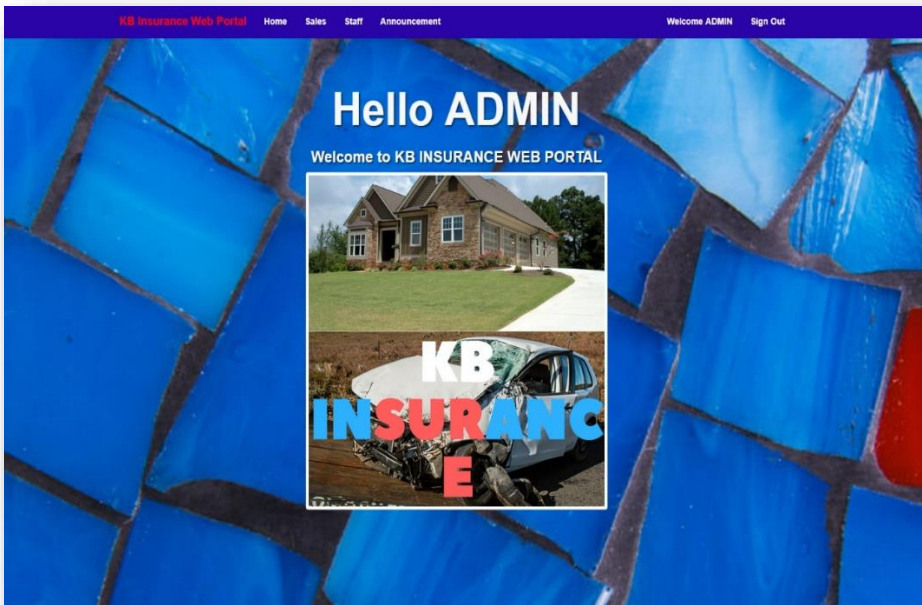 KB Insurance Web Portal Home Sales Staff Announcement Welcome ADMIN Sign Out
Hello ADMIN
Welcome to KB INSURANCE WEB PORTAL
KB
INSURANC
E